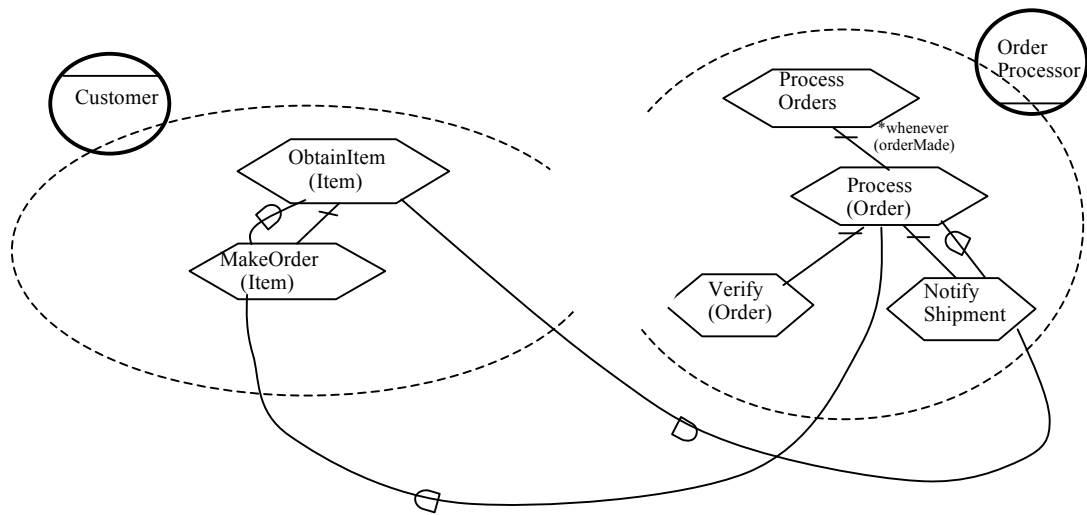 Customer
ObtainItem
(Item)
MakeOrder
(Item)
Order
Processor
Process
Orders
*whenever
(orderMade)
Process
(Order)
Verify
(Order)
Notify
Shipment